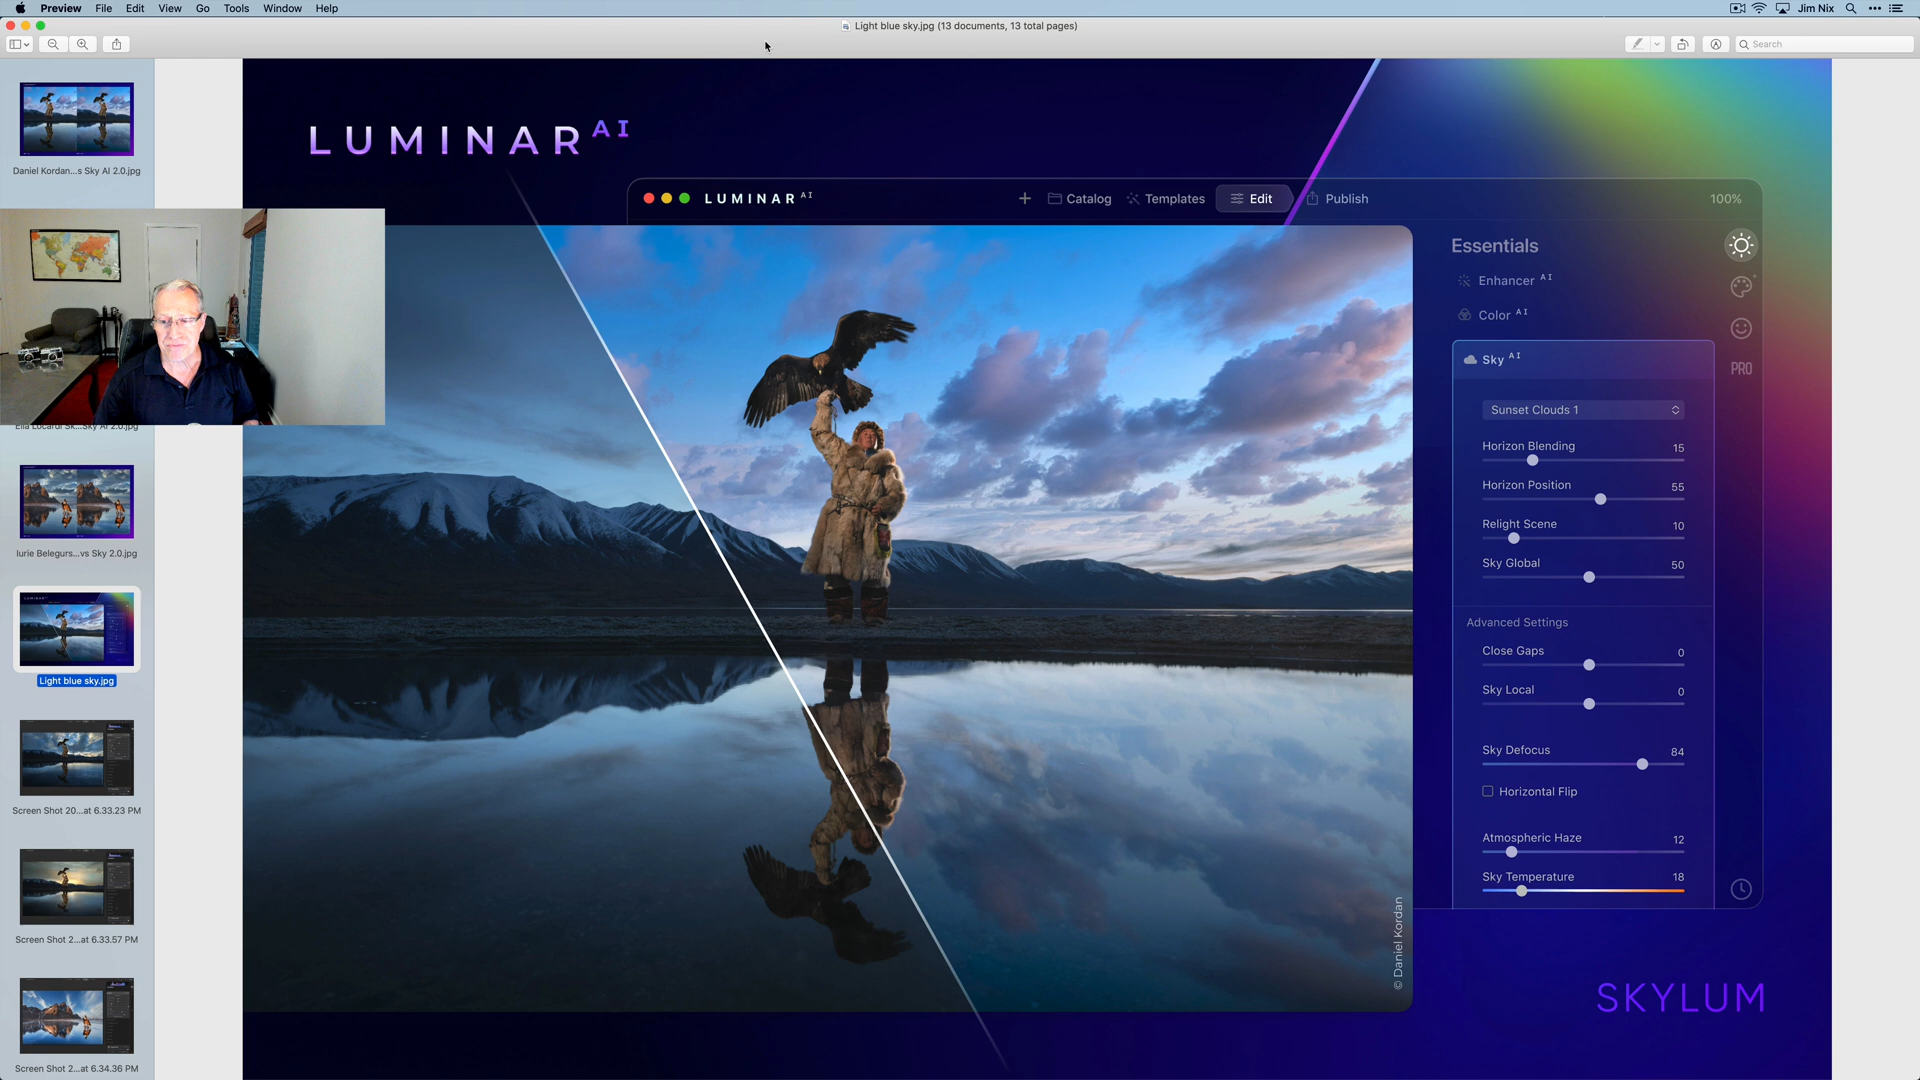 Preview File Edit View Go Tools Window Help
Jim Nix
Light blue sky.jpg (13 documents, 13 total pages)
Search
Daniel Kordan...s Sky AI 2.0.jpg
Iurie Belegurs...vs Sky 2.0.jpg
Light blue sky.jpg
Screen Shot 20...at 6.33.23 PM
Screen Shot 2...at 6.33.57 PM
Screen Shot 2...at 6.34.36 PM
LUMINAR AI
LUMINAR AI
Catalog
Templates
Edit
Publish
100%
Essentials
Enhancer AI
Color AI
Sky AI
PRO
Sunset Clouds 1
Horizon Blending 15
Horizon Position 55
Relight Scene 10
Sky Global 50
Advanced Settings
Close Gaps 0
Sky Local 0
Sky Defocus 84
Horizontal Flip
Atmospheric Haze 12
Sky Temperature 18
© Daniel Kordan
SKYLUM